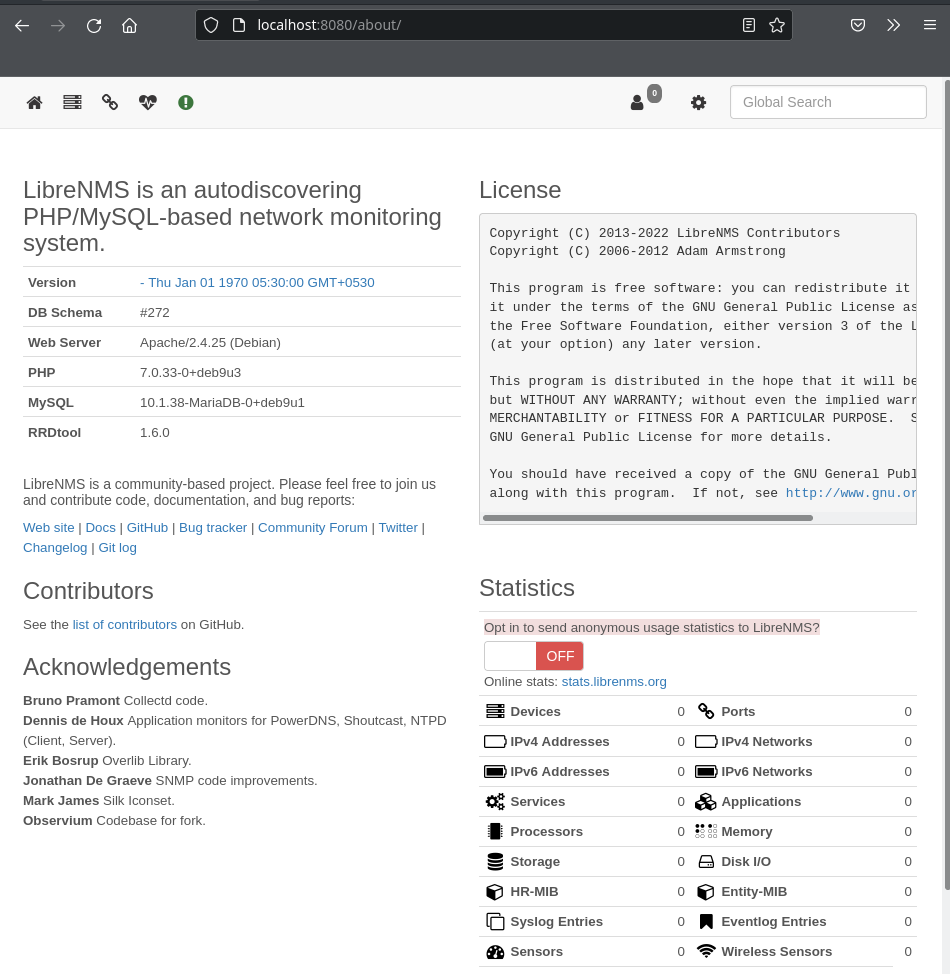 localhost:8080/about/
0
Global Search
LibreNMS is an autodiscovering
PHP/MySQL-based network monitoring
system.
Version - Thu Jan 01 1970 05:30:00 GMT+0530
DB Schema #272
Web Server Apache/2.4.25 (Debian)
PHP 7.0.33-0+deb9u3
MySQL 10.1.38-MariaDB-0+deb9u1
RRDtool 1.6.0
LibreNMS is a community-based project. Please feel free to join us
and contribute code, documentation, and bug reports:
Web site | Docs | GitHub | Bug tracker | Community Forum | Twitter |
Changelog | Git log
Contributors
See the list of contributors on GitHub.
Acknowledgements
Bruno Pramont Collectd code.
Dennis de Houx Application monitors for PowerDNS, Shoutcast, NTPD
(Client, Server).
Erik Bosrup Overlib Library.
Jonathan De Graeve SNMP code improvements.
Mark James Silk Iconset.
Observium Codebase for fork.
License
Copyright (C) 2013-2022 LibreNMS Contributors
Copyright (C) 2006-2012 Adam Armstrong
This program is free software: you can redistribute it
it under the terms of the GNU General Public License as
the Free Software Foundation, either version 3 of the L
(at your option) any later version.
This program is distributed in the hope that it will be
but WITHOUT ANY WARRANTY; without even the implied warr
MERCHANTABILITY or FITNESS FOR A PARTICULAR PURPOSE. S
GNU General Public License for more details.
You should have received a copy of the GNU General Publ
along with this program. If not, see http://www.gnu.or
Statistics
Opt in to send anonymous usage statistics to LibreNMS?
OFF
Online stats: stats.librenms.org
Devices 0 Ports 0
IPv4 Addresses 0 IPv4 Networks 0
IPv6 Addresses 0 IPv6 Networks 0
Services 0 Applications 0
Processors 0 Memory 0
Storage 0 Disk I/O 0
HR-MIB 0 Entity-MIB 0
Syslog Entries 0 Eventlog Entries 0
Sensors 0 Wireless Sensors 0